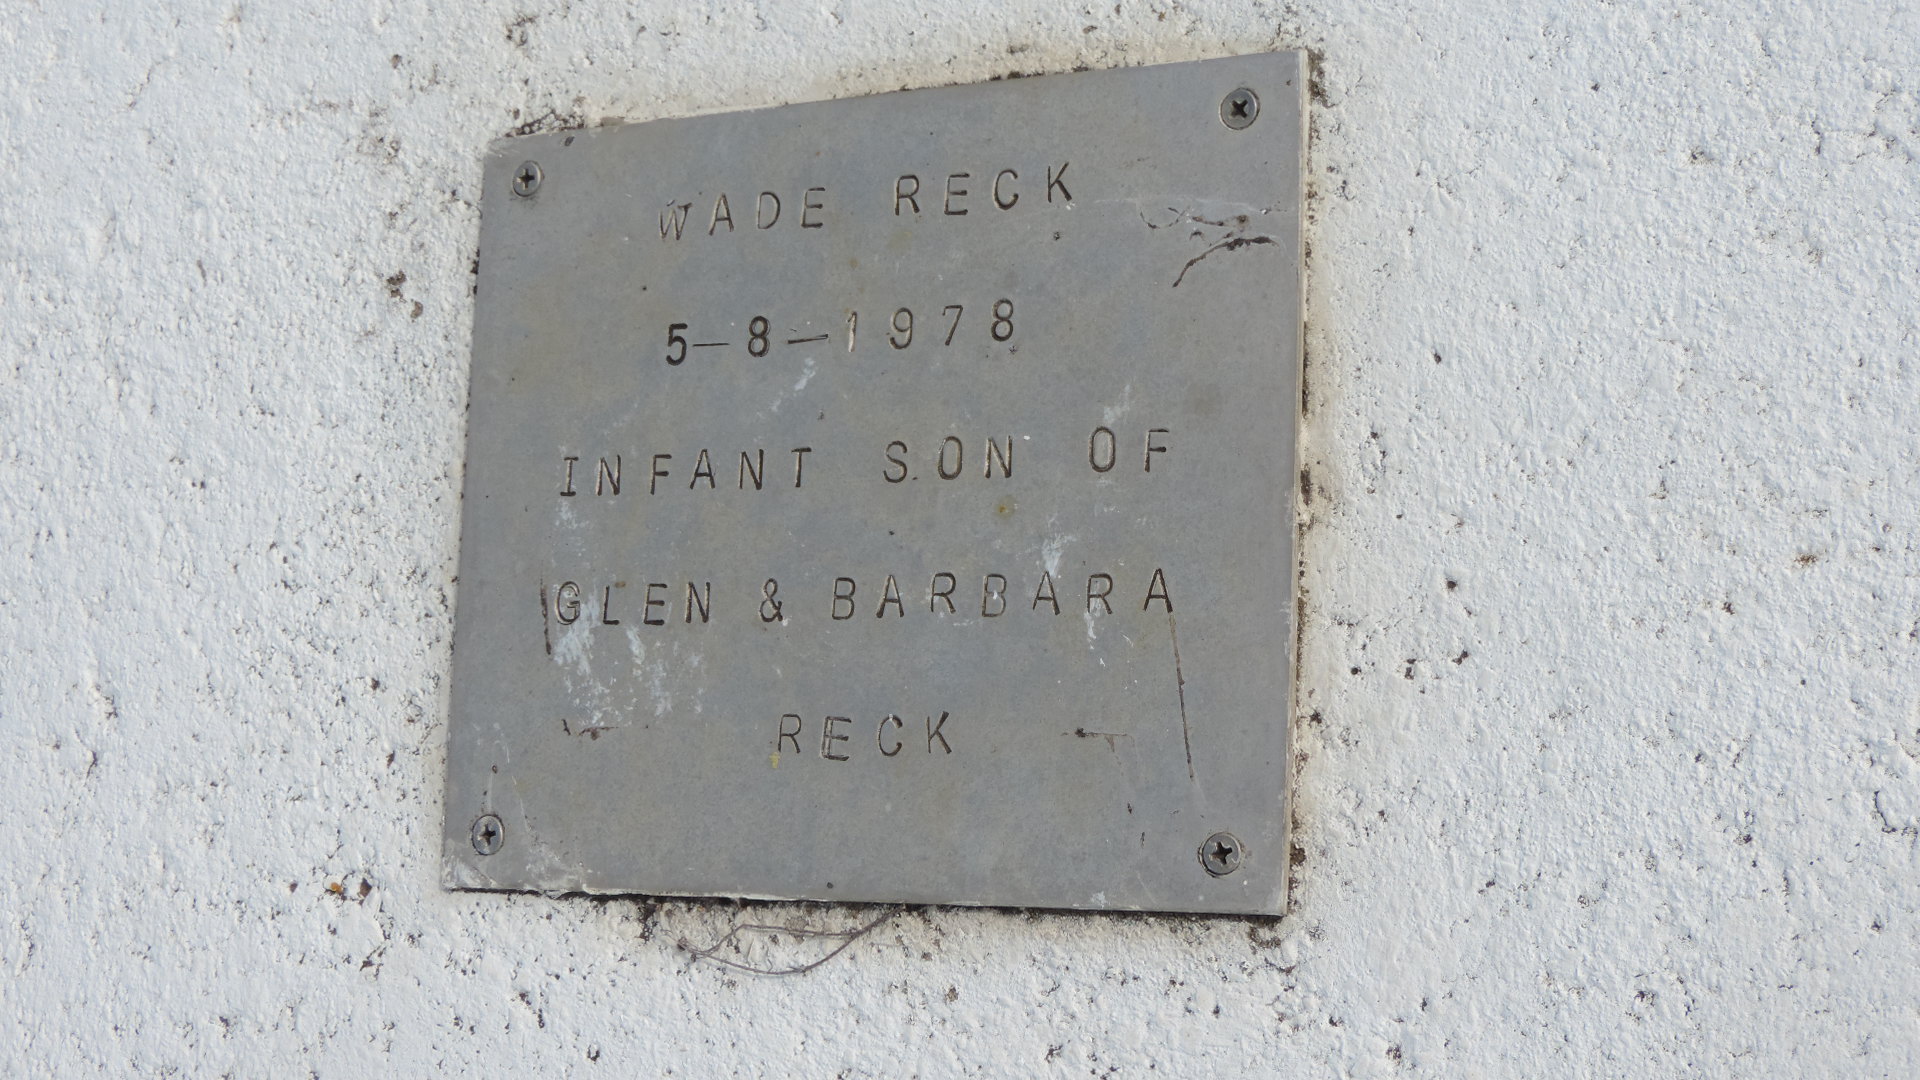 WADE RECK
5-8-1978
INFANT SON OF
GLEN & BARBARA
RECK